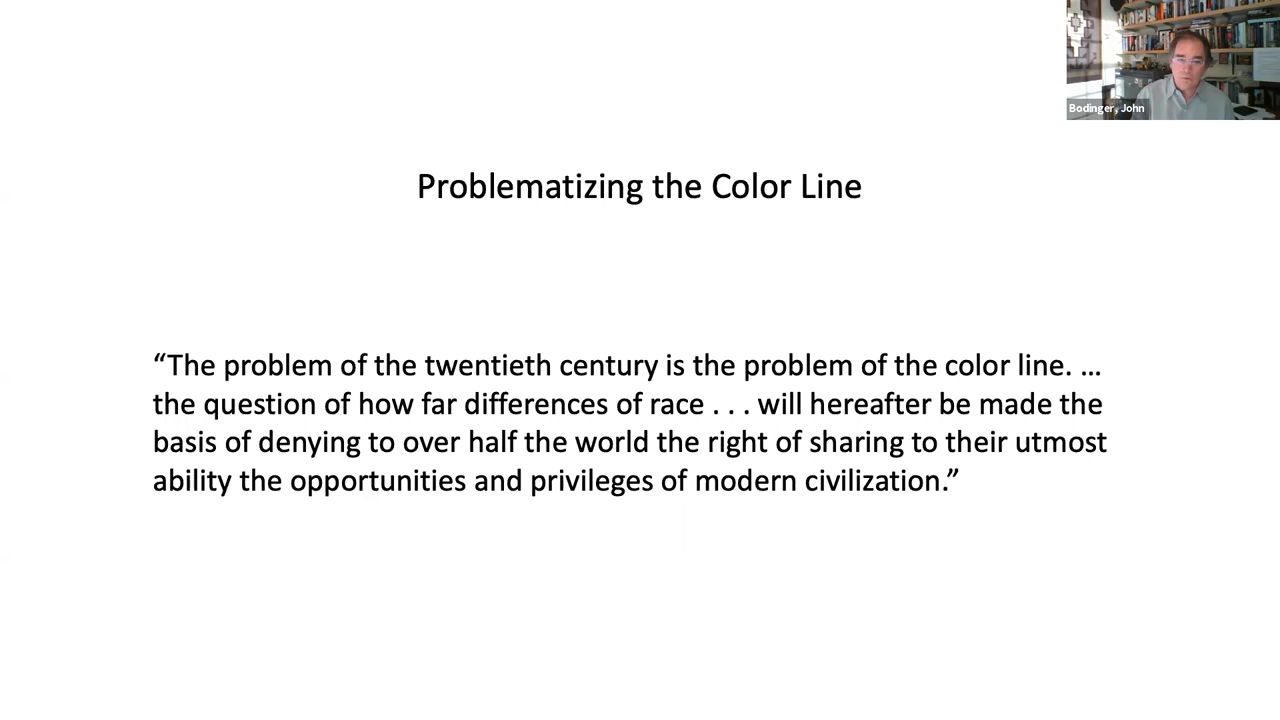 Bodinger, John
Problematizing the Color Line
“The problem of the twentieth century is the problem of the color line. …
the question of how far differences of race . . . will hereafter be made the
basis of denying to over half the world the right of sharing to their utmost
ability the opportunities and privileges of modern civilization.”